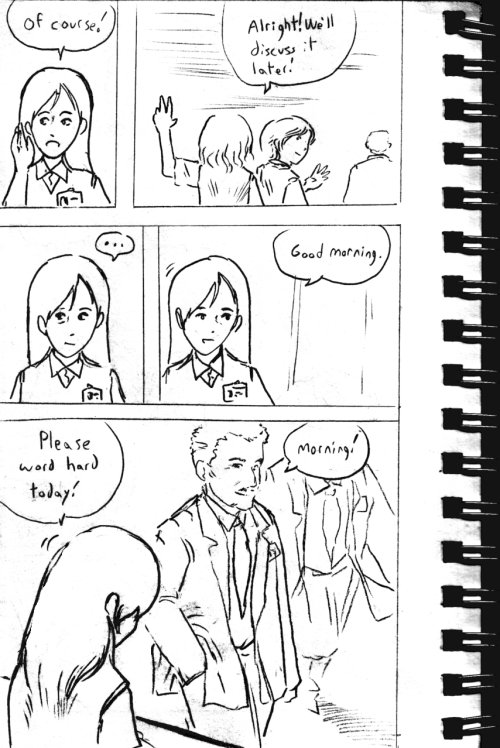 Of course!
Alright! We'll
discuss it
later!
...
Good morning.
Please
word hard
today!
Morning!